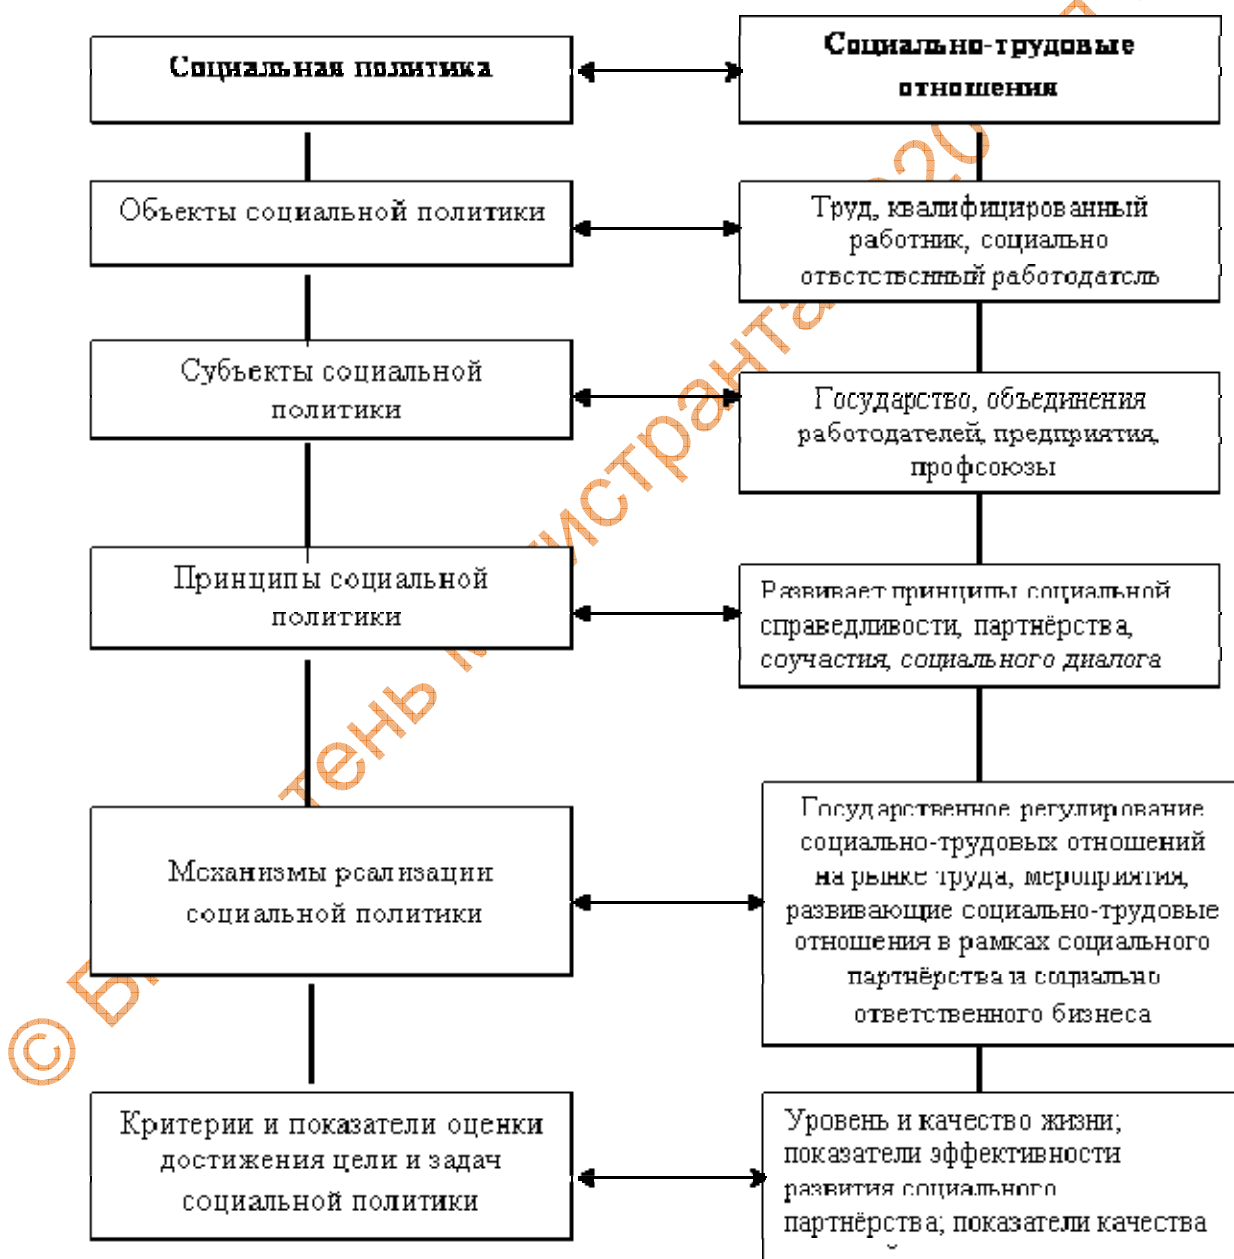 Социальная политика
Социально-трудовые
отношения
Объекты социальной политики
Труд, квалифицированный
работник, социально
ответственный работодатель
Субъекты социальной
политики
Государство, объединения
работодателей, предприятия,
профсоюзы
Принципы социальной
политики
Развивает принципы социальной
справедливости, партнёрства,
соучастия, социального диалога
Механизмы реализации
социальной политики
Государственное регулирование
социально-трудовых отношений
на рынке труда, мероприятия,
развивающие социально-трудовые
отношения в рамках социального
партнёрства и социально
ответственного бизнеса
Критерии и показатели оценки
достижения цели и задач
социальной политики
Уровень и качество жизни;
показатели эффективности
развития социального
партнёрства; показатели качества
©